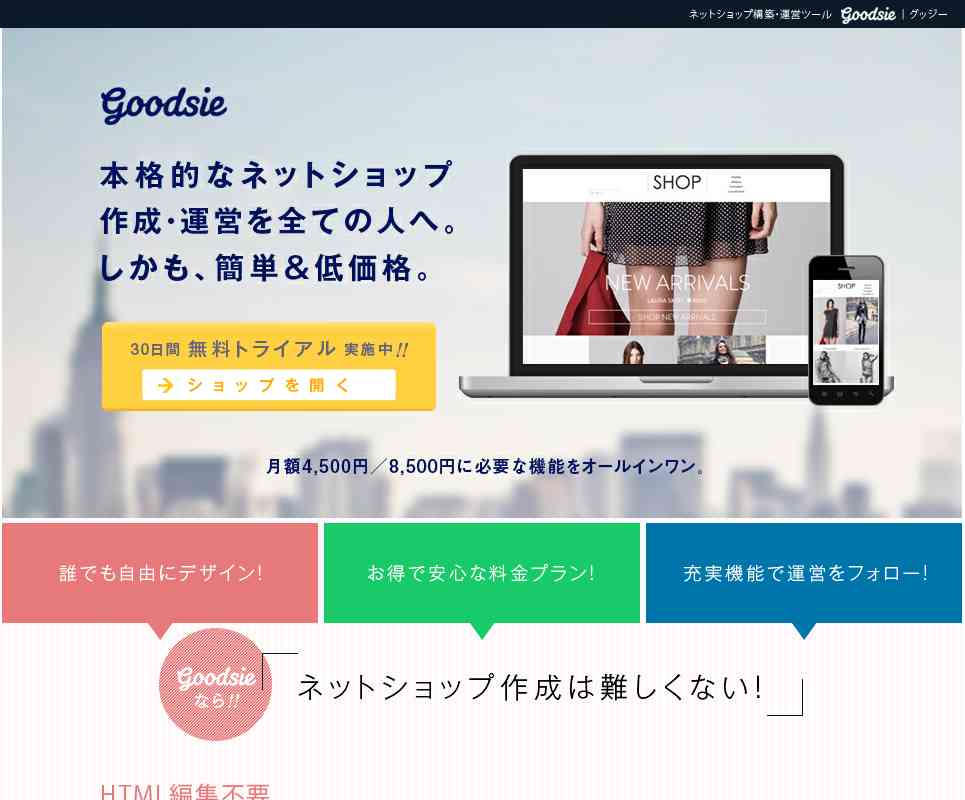 ネットショップ構築・運営ツール Goodsie | グッジー
Goodsie
本格的なネットショップ
作成・運営を全ての人へ。
しかも、簡単&低価格。
30日間 無料トライアル 実施中!!
ショップを開く
SHOP
NEW ARRIVALS
SHOP NEW ARRIVALS
SHOP
月額4,500円／8,500円に必要な機能をオールインワン。
誰でも自由にデザイン!
お得で安心な料金プラン!
充実機能で運営をフォロー!
Goodsie
なら!!
ネットショップ作成は難しくない!
HTML編集不要